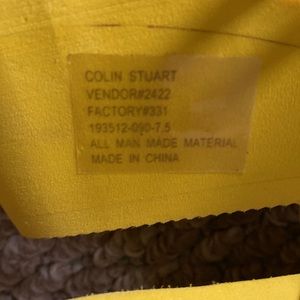 COLIN STUART
VENDOR#2422
FACTORY#331
193512-090-7.5
ALL MAN MADE MATERIAL
MADE IN CHINA